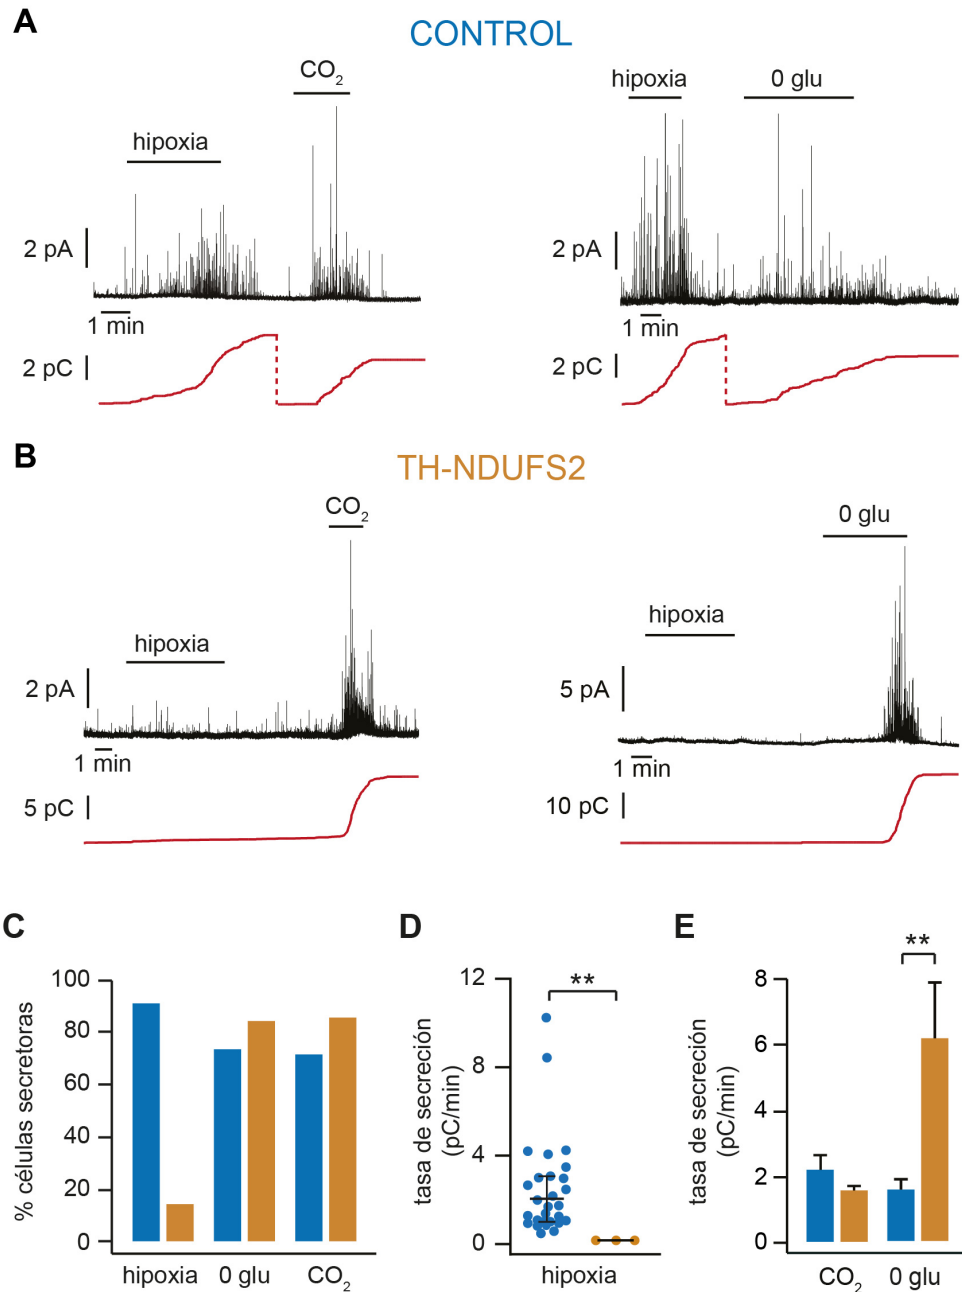 A
CONTROL
CO2
hipoxia
2 pA
1 min
2 pC
hipoxia
0 glu
2 pA
1 min
2 pC
B
TH-NDUFS2
CO2
hipoxia
2 pA
1 min
5 pC
0 glu
hipoxia
5 pA
1 min
10 pC
C
% células secretoras
100
80
60
40
20
0
hipoxia
0 glu
CO2
D
tasa de secreción
(pC/min)
12
8
4
0
**
hipoxia
E
tasa de secreción
(pC/min)
8
6
4
2
0
**
CO2
0 glu